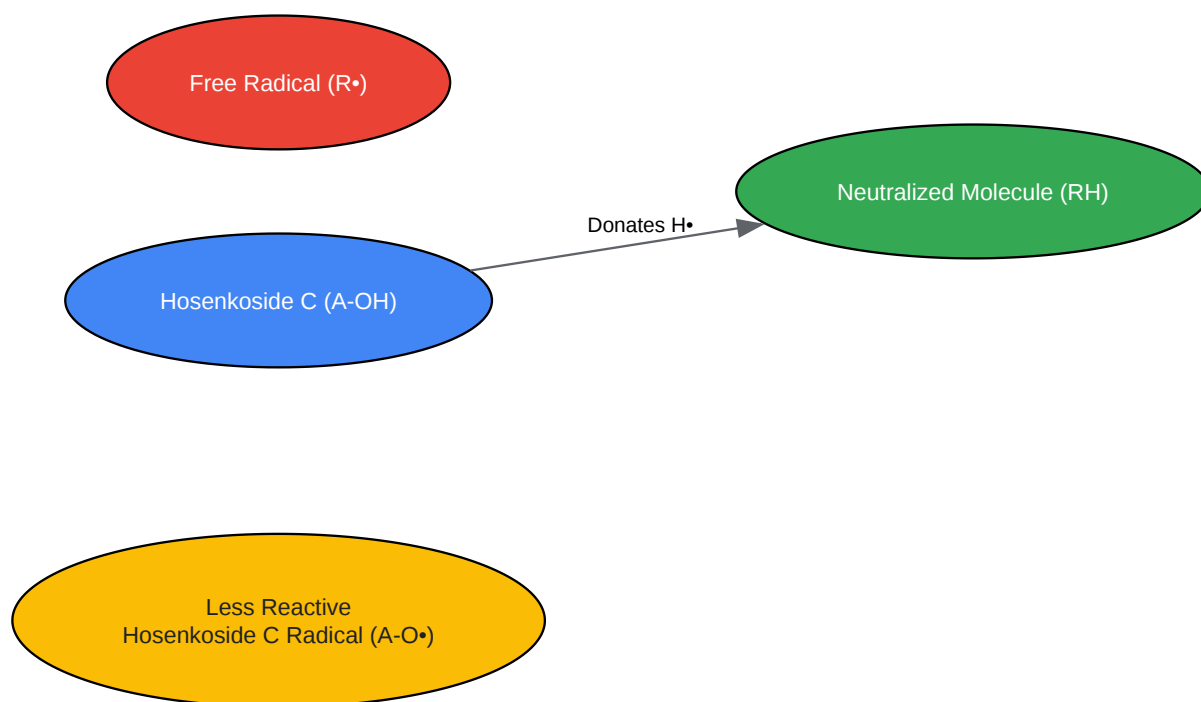 Free Radical (R•)
Neutralized Molecule (RH)
Donates H•
Hosenkoside C (A-OH)
Less Reactive
Hosenkoside C Radical (A-O•)